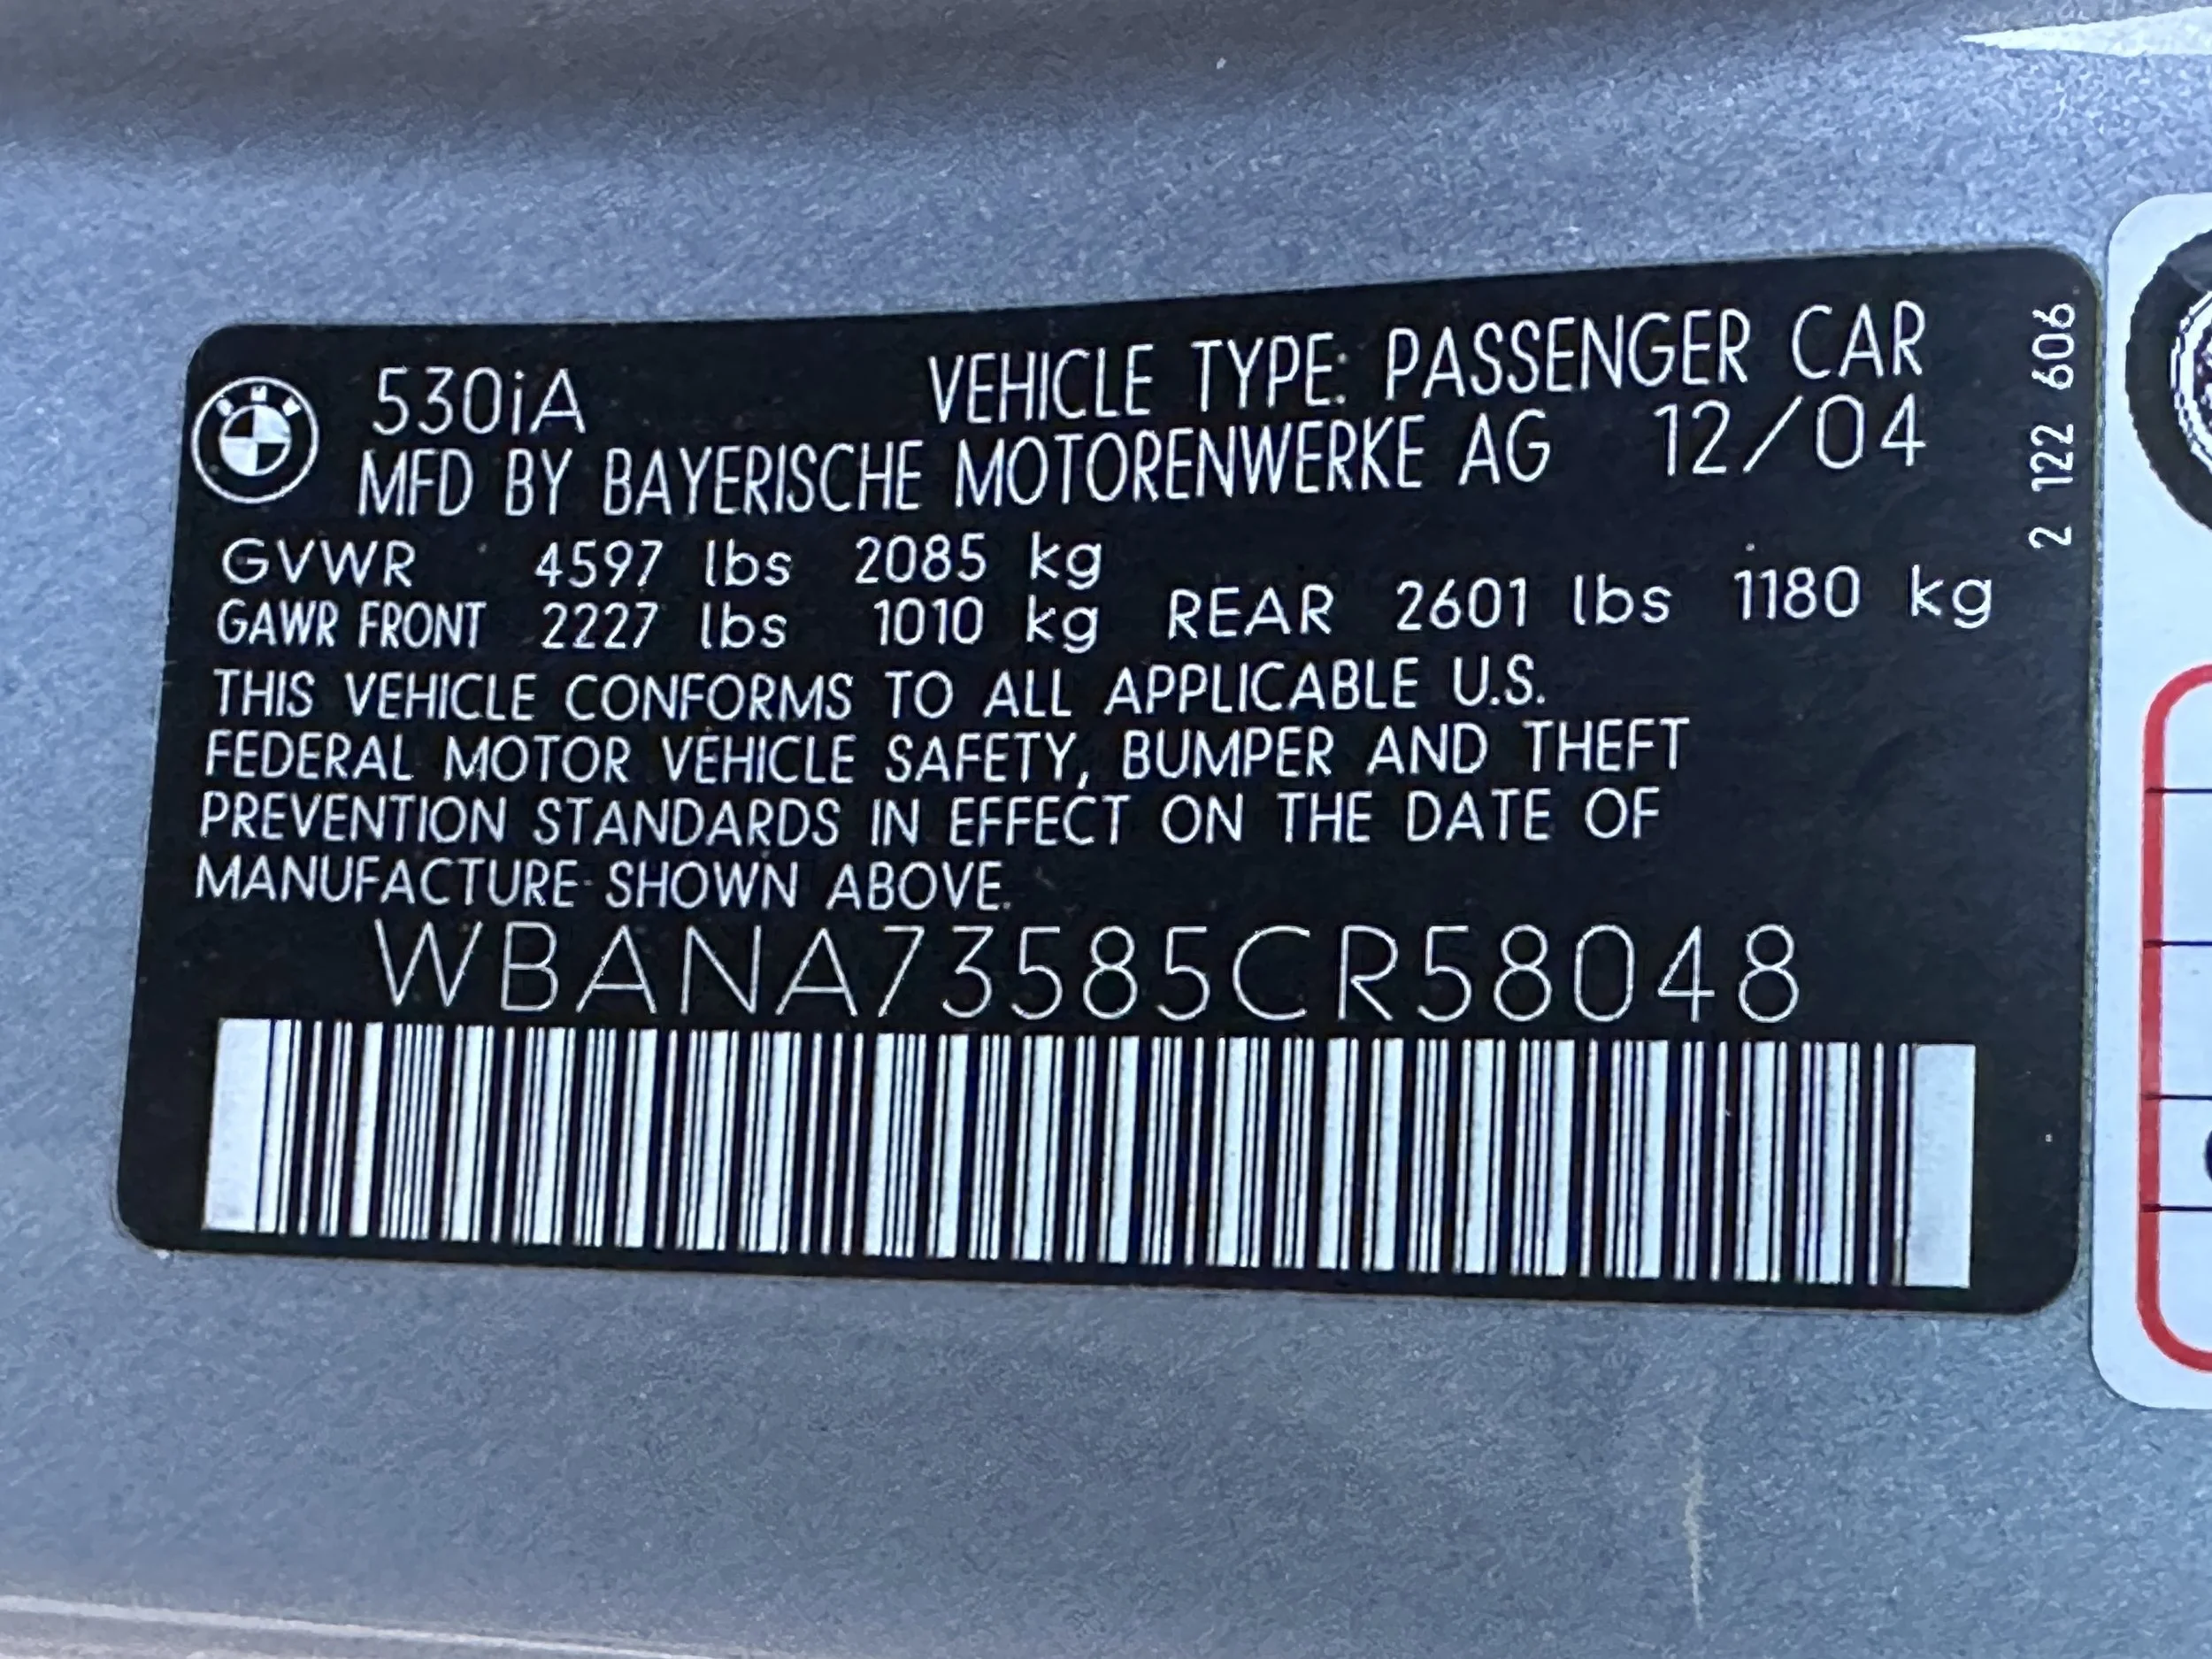 530iA VEHICLE TYPE: PASSENGER CAR
MFD BY BAYERISCHE MOTORENWERKE AG 12/04
GVWR 4597 lbs 2085 kg
GAWR FRONT 2227 lbs 1010 kg REAR 2601 lbs 1180 kg
THIS VEHICLE CONFORMS TO ALL APPLICABLE U.S.
FEDERAL MOTOR VEHICLE SAFETY, BUMPER AND THEFT
PREVENTION STANDARDS IN EFFECT ON THE DATE OF
MANUFACTURE SHOWN ABOVE.
WBANA73585CR58048
2 122 606
BMW